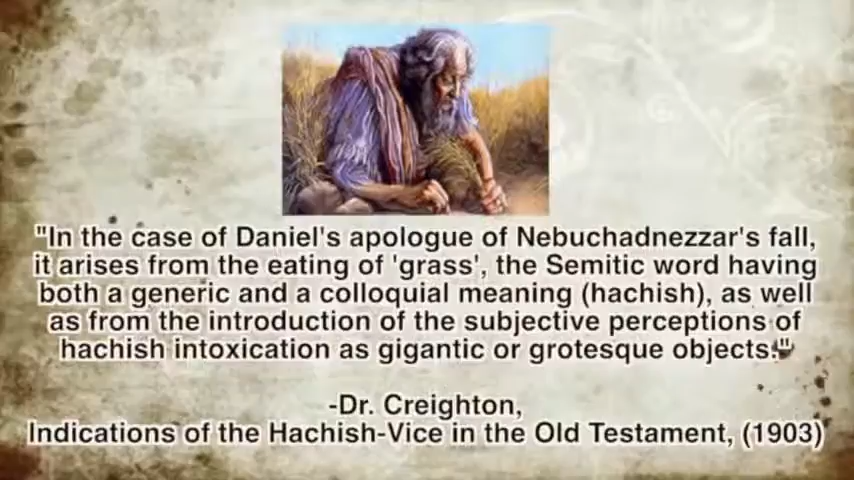 "In the case of Daniel's apologue of Nebuchadnezzar's fall,
it arises from the eating of 'grass', the Semitic word having
both a generic and a colloquial meaning (hachish), as well
as from the introduction of the subjective perceptions of
hachish intoxication as gigantic or grotesque objects."
-Dr. Creighton,
Indications of the Hachish-Vice in the Old Testament, (1903)